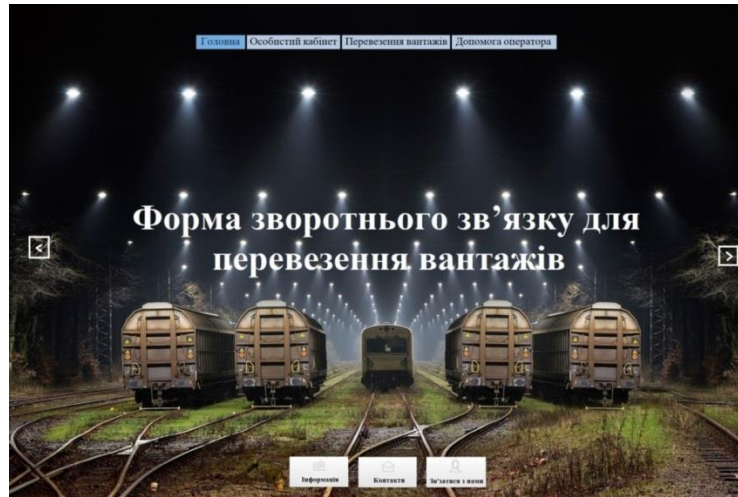 Головна Особистий кабінет Перевезення вантажів Допомога оператора
Форма зворотнього зв’язку для
перевезення вантажів
< >
Інформація Контакти Зв’язатися з нами